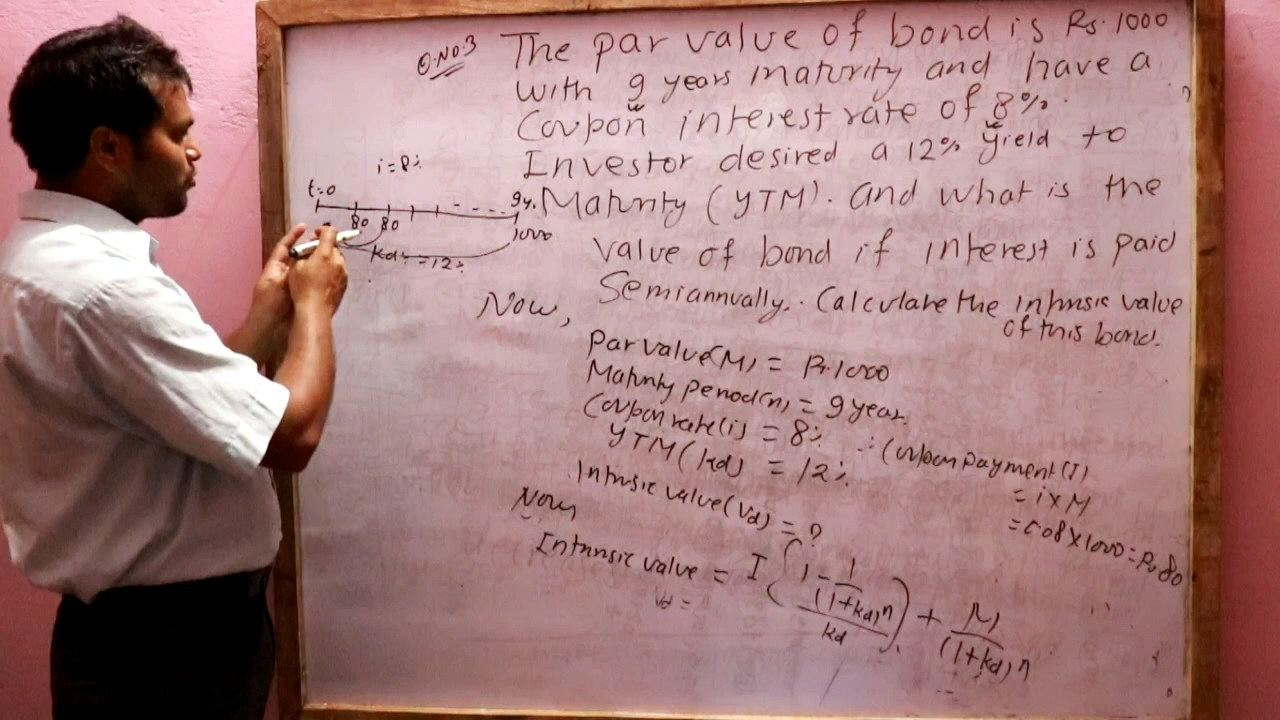 Q.No.3
The par value of bond is Rs. 1000
with 9 years maturity and have a
Coupon interest rate of 8%.
Investor desired a 12% yield to
Maturity (YTM). and what is the
value of bond if interest is paid
Semiannually. Calculate the intrinsic value
of this bond.
i = 8%
t=0
9y.
80 80
1000
kd = 12%
Now,
Par value(M) = Rs. 1000
Maturity period(n) = 9 years.
Coupon rate(i) = 8%
YTM(kd) = 12%
Intrinsic value(Vd) = ?
∴ Coupon payment(I)
= i×M
= 0.08×1000 = Rs. 80
Now,
Intrinsic value = I ( (1 - 1/(1+kd)n) / kd ) + M/(1+kd)n
Vd =